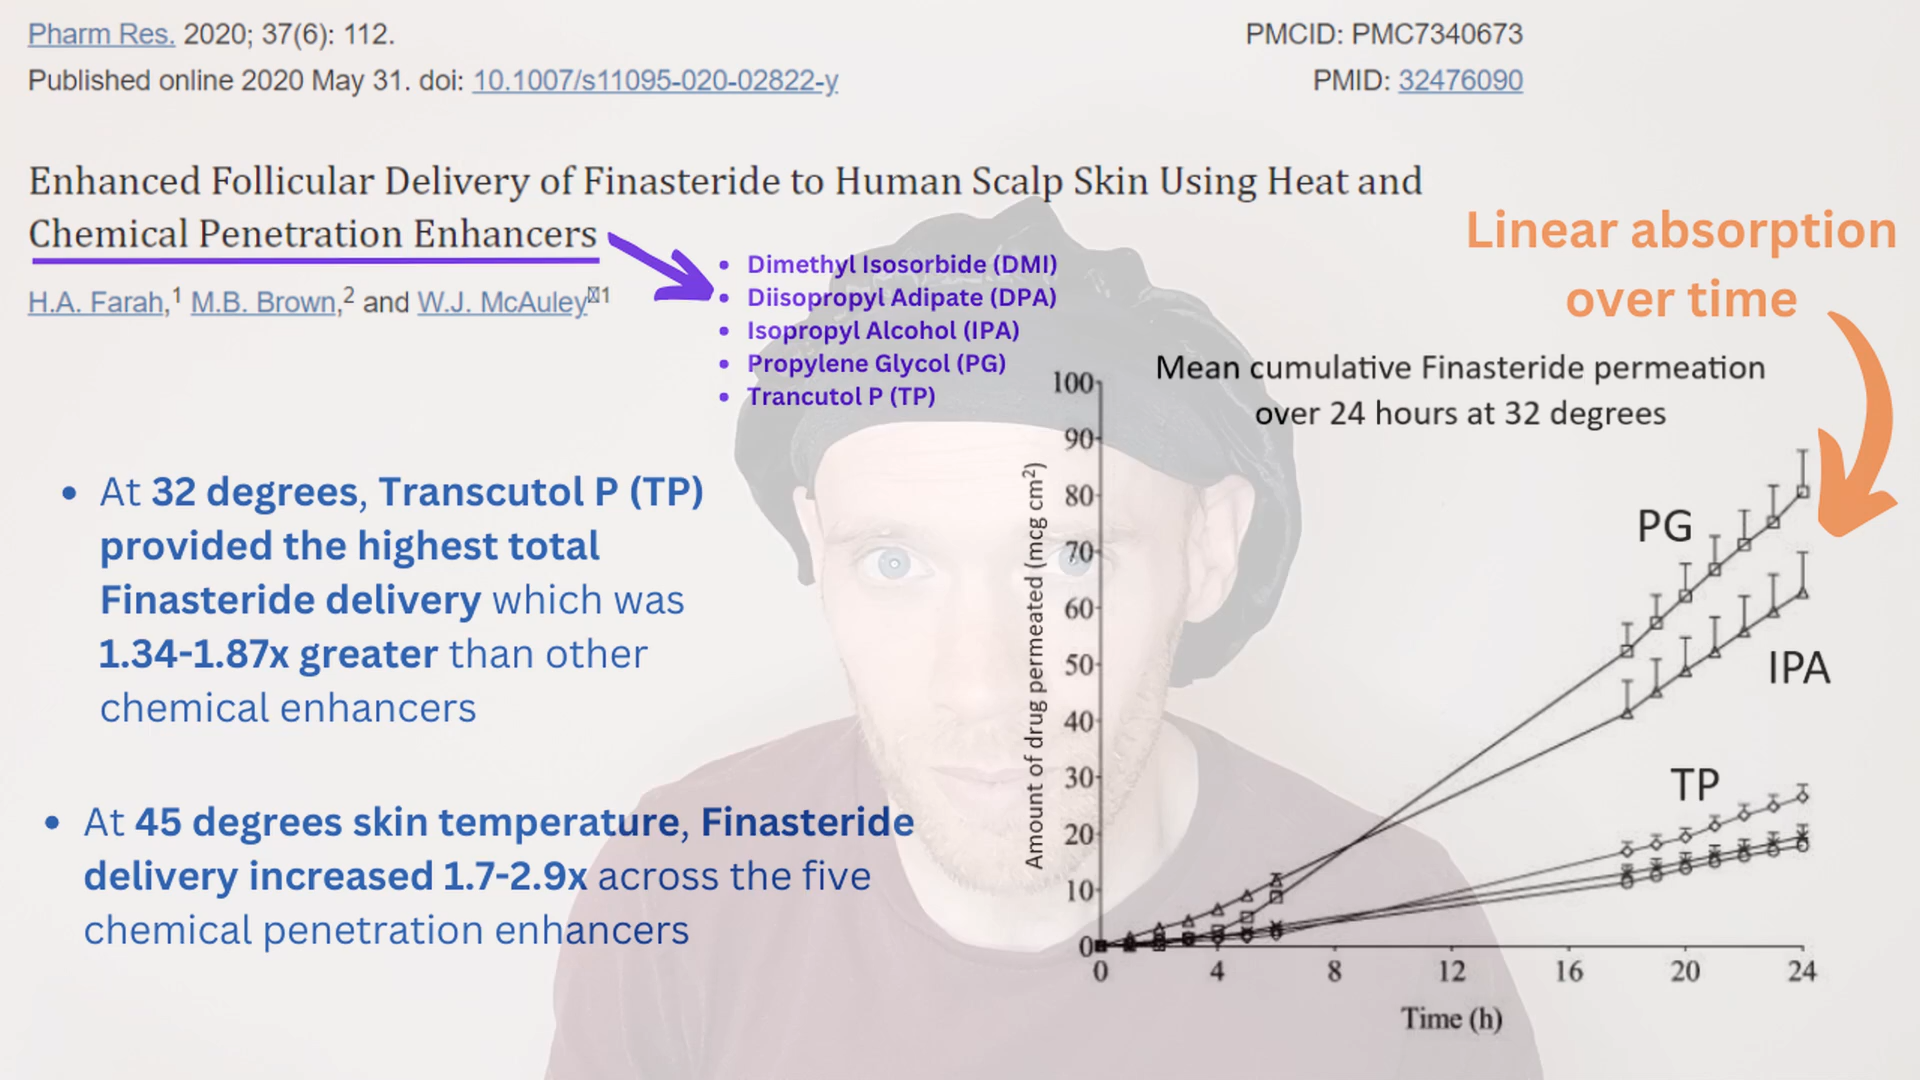 Pharm Res. 2020; 37(6): 112.
PMCID: PMC7340673
Published online 2020 May 31. doi: 10.1007/s11095-020-02822-y
PMID: 32476090
Enhanced Follicular Delivery of Finasteride to Human Scalp Skin Using Heat and
Chemical Penetration Enhancers
H.A. Farah,1 M.B. Brown,2 and W.J. McAuley1
• Dimethyl Isosorbide (DMI)
• Diisopropyl Adipate (DPA)
• Isopropyl Alcohol (IPA)
• Propylene Glycol (PG)
• Trancutol P (TP)
Linear absorption
over time
• At 32 degrees, Transcutol P (TP)
provided the highest total
Finasteride delivery which was
1.34-1.87x greater than other
chemical enhancers
• At 45 degrees skin temperature, Finasteride
delivery increased 1.7-2.9x across the five
chemical penetration enhancers
Mean cumulative Finasteride permeation
over 24 hours at 32 degrees
Amount of drug permeated (mcg cm2)
100
90
80
70
60
50
40
30
20
10
0
PG
IPA
TP
0 4 8 12 16 20 24
Time (h)